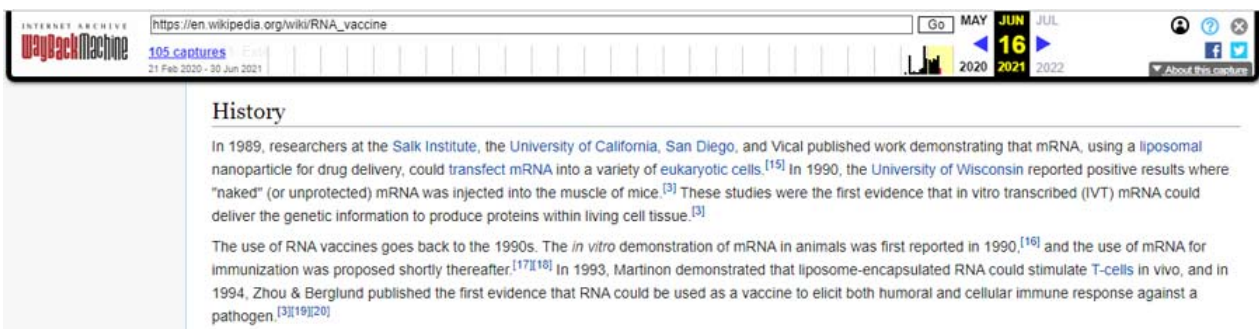 INTERNET ARCHIVE
WayBackMachine
https://en.wikipedia.org/wiki/RNA_vaccine
Go
MAY JUN JUL
16
2020 2021 2022
105 captures
21 Feb 2020 - 30 Jun 2021
About this capture
History
In 1989, researchers at the Salk Institute, the University of California, San Diego, and Vical published work demonstrating that mRNA, using a liposomal
nanoparticle for drug delivery, could transfect mRNA into a variety of eukaryotic cells.[15] In 1990, the University of Wisconsin reported positive results where
"naked" (or unprotected) mRNA was injected into the muscle of mice.[3] These studies were the first evidence that in vitro transcribed (IVT) mRNA could
deliver the genetic information to produce proteins within living cell tissue.[3]
The use of RNA vaccines goes back to the 1990s. The in vitro demonstration of mRNA in animals was first reported in 1990,[16] and the use of mRNA for
immunization was proposed shortly thereafter.[17][18] In 1993, Martinon demonstrated that liposome-encapsulated RNA could stimulate T-cells in vivo, and in
1994, Zhou & Berglund published the first evidence that RNA could be used as a vaccine to elicit both humoral and cellular immune response against a
pathogen.[3][19][20]